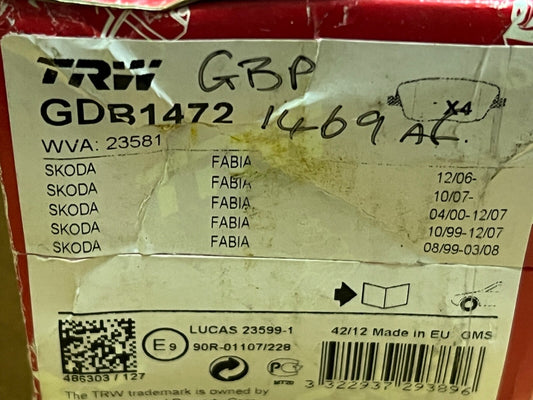 TRW GBP
GDB1472 1469 AF.
X4
WVA: 23581
SKODA FABIA 12/06-
SKODA FABIA 10/07-
SKODA FABIA 04/00-12/07
SKODA FABIA 10/99-12/07
SKODA FABIA 08/99-03/08
LUCAS 23599-1 42/12 Made in EU GMS
E9 90R-01107/228
486303 / 127 MT20 3 322937 293896
The TRW trademark is owned by